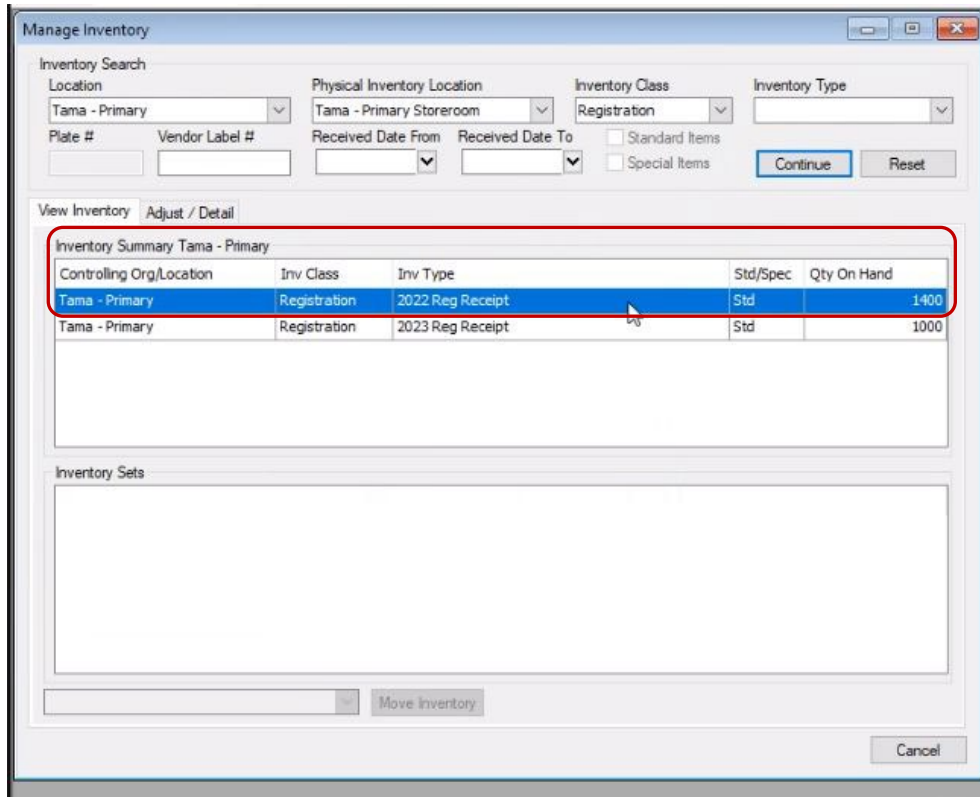 Manage Inventory
Inventory Search
Location Physical Inventory Location Inventory Class Inventory Type
Tama - Primary Tama - Primary Storeroom Registration
Plate # Vendor Label # Received Date From Received Date To Standard Items
Special Items Continue Reset
View Inventory Adjust / Detail
Inventory Summary Tama - Primary
Controlling Org/Location Inv Class Inv Type Std/Spec Qty On Hand
Tama - Primary Registration 2022 Reg Receipt Std 1400
Tama - Primary Registration 2023 Reg Receipt Std 1000
Inventory Sets
Move Inventory
Cancel